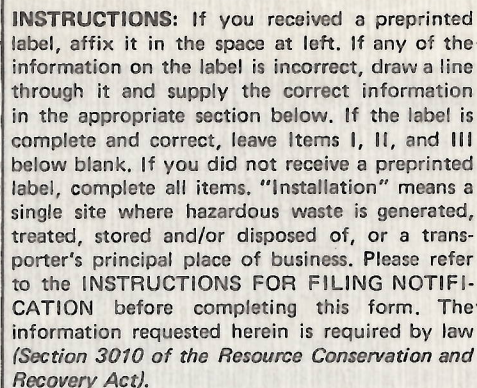 INSTRUCTIONS: If you received a preprinted
label, affix it in the space at left. If any of the
information on the label is incorrect, draw a line
through it and supply the correct information
in the appropriate section below. If the label is
complete and correct, leave Items I, II, and III
below blank. If you did not receive a preprinted
label, complete all items. "Installation" means a
single site where hazardous waste is generated,
treated, stored and/or disposed of, or a trans-
porter's principal place of business. Please refer
to the INSTRUCTIONS FOR FILING NOTIFI-
CATION before completing this form. The
information requested herein is required by law
(Section 3010 of the Resource Conservation and
Recovery Act).